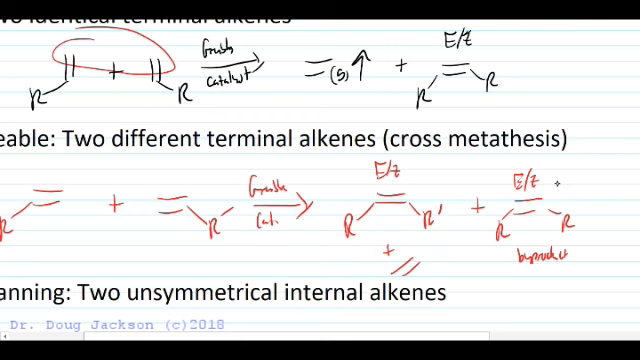 Two identical terminal alkenes
E/Z
R + R Grubbs catalyst = (g) ↑ + R R
eable: Two different terminal alkenes (cross metathesis)
E/Z E/Z
R + R Grubbs Cat. R R' + R R
+ byproduct
anning: Two unsymmetrical internal alkenes
Dr. Doug Jackson (c)2018